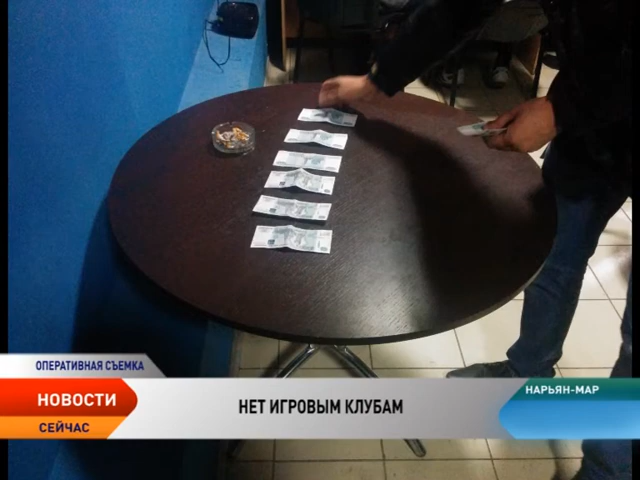 ОПЕРАТИВНАЯ СЪЕМКА
НОВОСТИ
СЕЙЧАС
НЕТ ИГРОВЫМ КЛУБАМ
НАРЬЯН-МАР